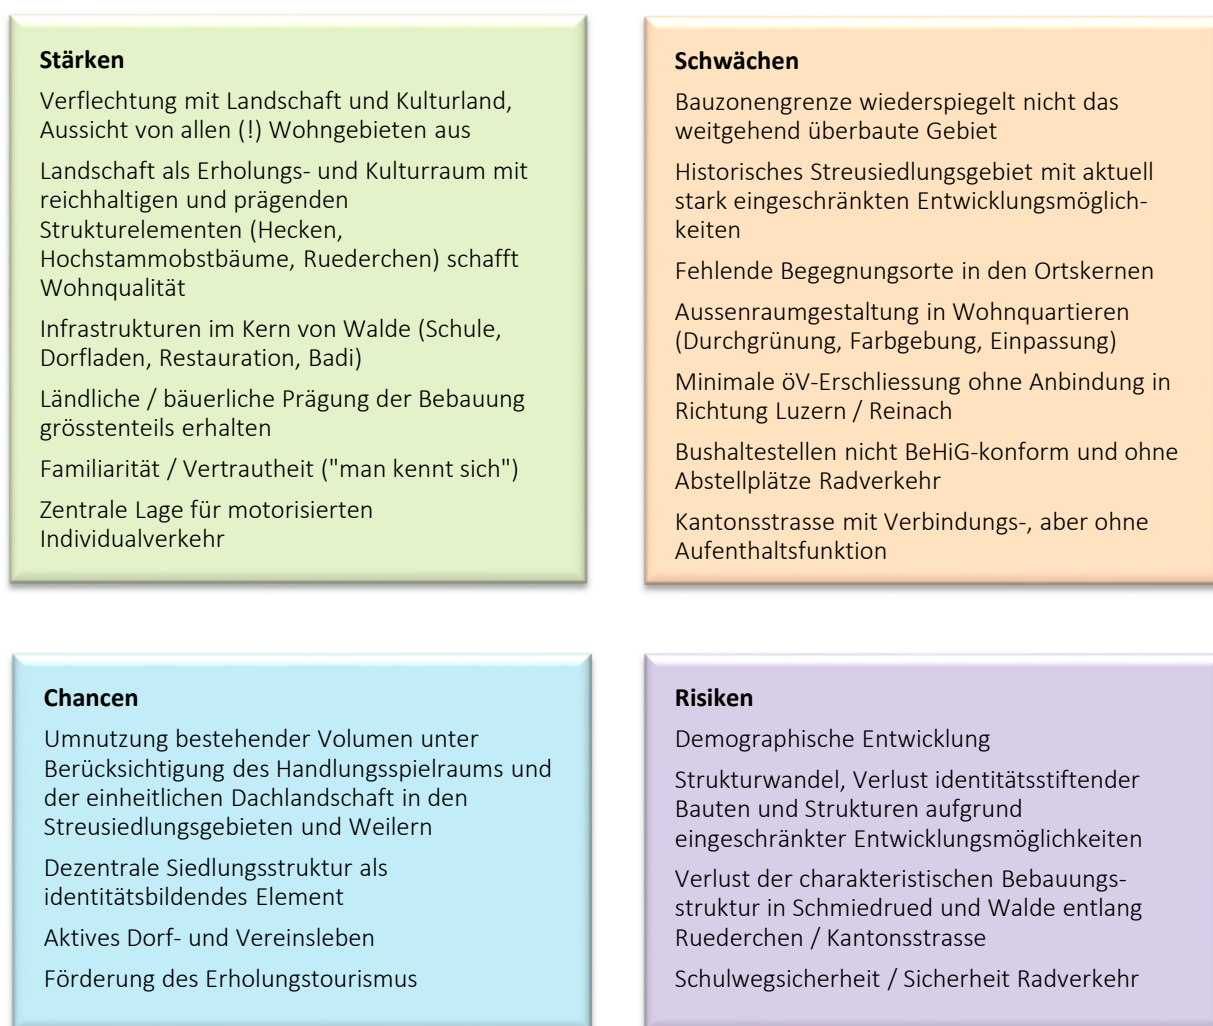 Stärken
Verflechtung mit Landschaft und Kulturland,
Aussicht von allen (!) Wohngebieten aus
Landschaft als Erholungs- und Kulturraum mit
reichhaltigen und prägenden
Strukturelementen (Hecken,
Hochstammobstbäume, Ruederchen) schafft
Wohnqualität
Infrastrukturen im Kern von Walde (Schule,
Dorfladen, Restauration, Badi)
Ländliche / bäuerliche Prägung der Bebauung
grösstenteils erhalten
Familiarität / Vertrautheit ("man kennt sich")
Zentrale Lage für motorisierten
Individualverkehr
Schwächen
Bauzonengrenze wiederspiegelt nicht das
weitgehend überbaute Gebiet
Historisches Streusiedlungsgebiet mit aktuell
stark eingeschränkten Entwicklungsmöglich-
keiten
Fehlende Begegnungsorte in den Ortskernen
Aussenraumgestaltung in Wohnquartieren
(Durchgrünung, Farbgebung, Einpassung)
Minimale öV-Erschliessung ohne Anbindung in
Richtung Luzern / Reinach
Bushaltestellen nicht BeHiG-konform und ohne
Abstellplätze Radverkehr
Kantonsstrasse mit Verbindungs-, aber ohne
Aufenthaltsfunktion
Chancen
Umnutzung bestehender Volumen unter
Berücksichtigung des Handlungsspielraums und
der einheitlichen Dachlandschaft in den
Streusiedlungsgebieten und Weilern
Dezentrale Siedlungsstruktur als
identitätsbildendes Element
Aktives Dorf- und Vereinsleben
Förderung des Erholungstourismus
Risiken
Demographische Entwicklung
Strukturwandel, Verlust identitätsstiftender
Bauten und Strukturen aufgrund
eingeschränkter Entwicklungsmöglichkeiten
Verlust der charakteristischen Bebauungs-
struktur in Schmiedrued und Walde entlang
Ruederchen / Kantonsstrasse
Schulwegsicherheit / Sicherheit Radverkehr